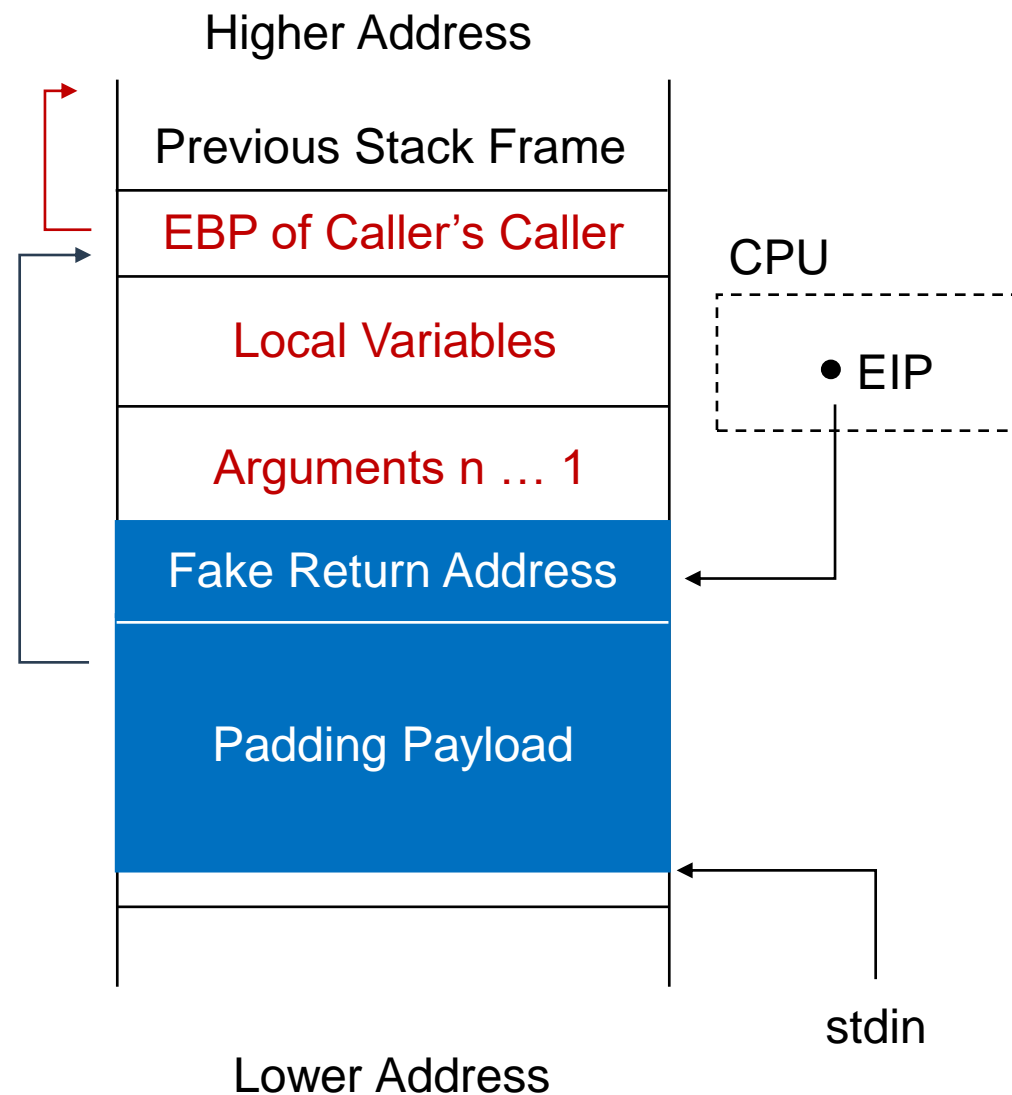 Higher Address
Previous Stack Frame
EBP of Caller’s Caller
CPU
Local Variables
EIP
Arguments n … 1
Fake Return Address
Padding Payload
stdin
Lower Address